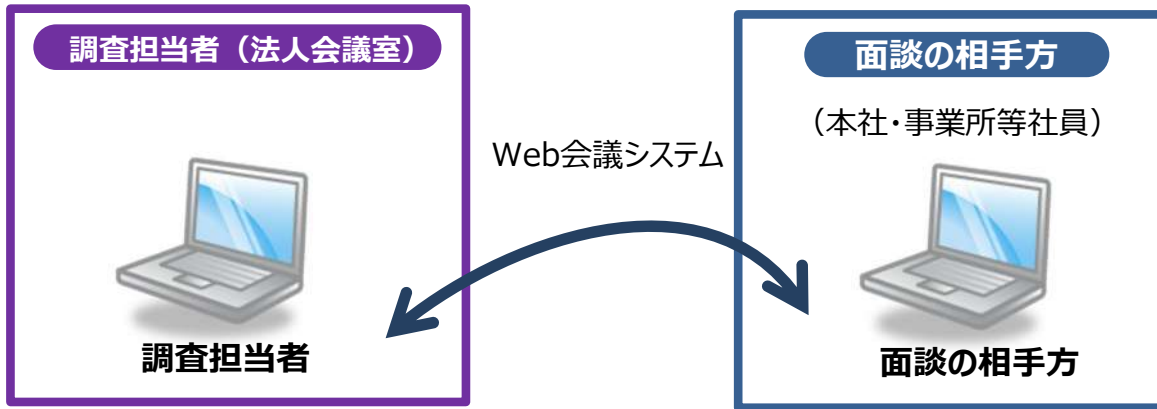 調査担当者（法人会議室）
調査担当者
Web会議システム
面談の相手方
（本社・事業所等社員）
面談の相手方